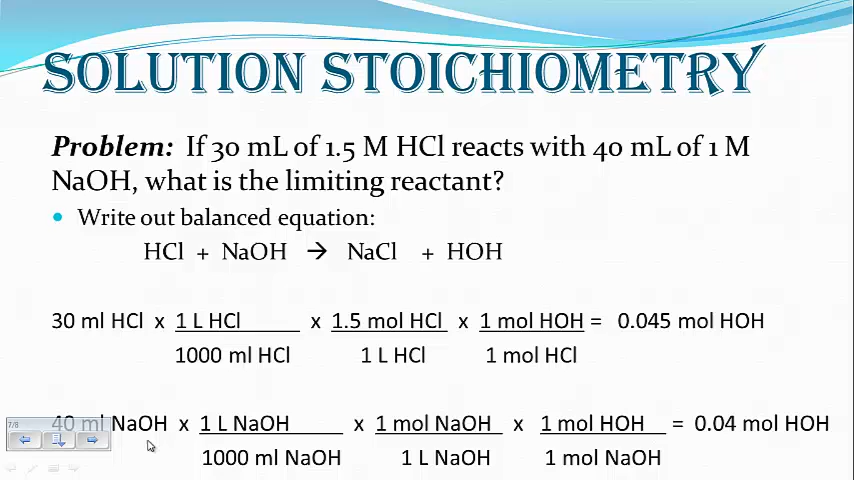 SOLUTION STOICHIOMETRY
Problem: If 30 mL of 1.5 M HCl reacts with 40 mL of 1 M
NaOH, what is the limiting reactant?
• Write out balanced equation:
HCl + NaOH → NaCl + HOH
30 ml HCl x 1 L HCl x 1.5 mol HCl x 1 mol HOH = 0.045 mol HOH
1000 ml HCl 1 L HCl 1 mol HCl
40 ml NaOH x 1 L NaOH x 1 mol NaOH x 1 mol HOH = 0.04 mol HOH
7/8
1000 ml NaOH 1 L NaOH 1 mol NaOH